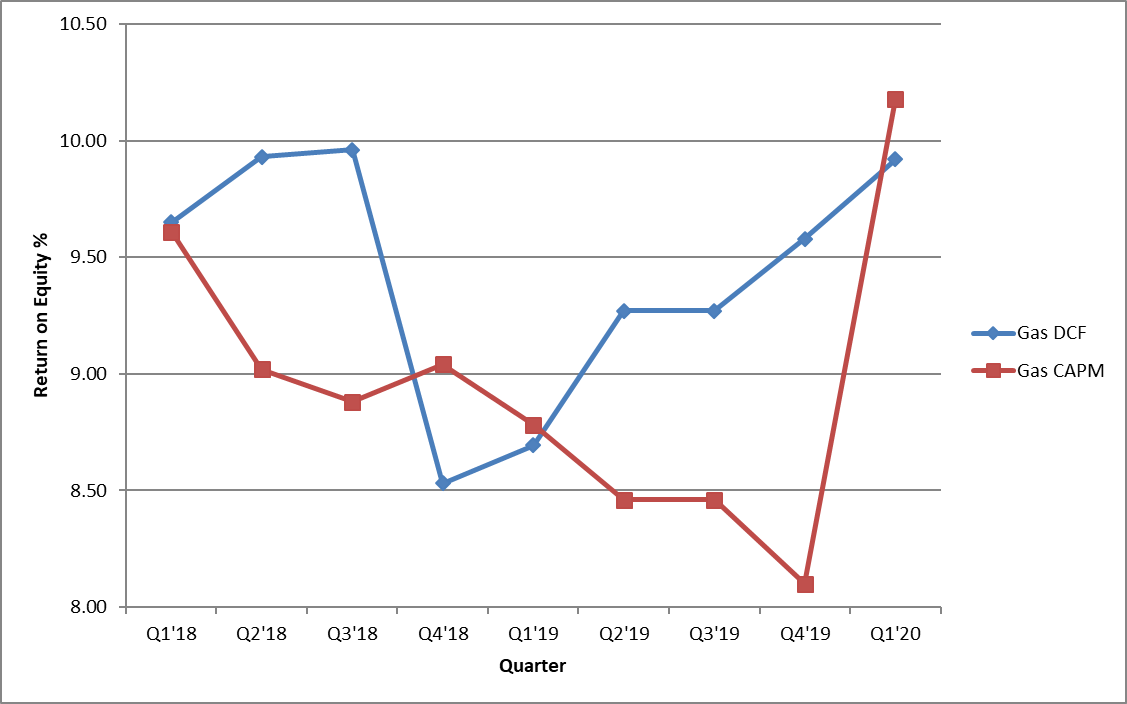 10.50
10.00
9.50
9.00
8.50
8.00
Return on Equity %
Q1'18 Q2'18 Q3'18 Q4'18 Q1'19 Q2'19 Q3'19 Q4'19 Q1'20
Quarter
Gas DCF
Gas CAPM